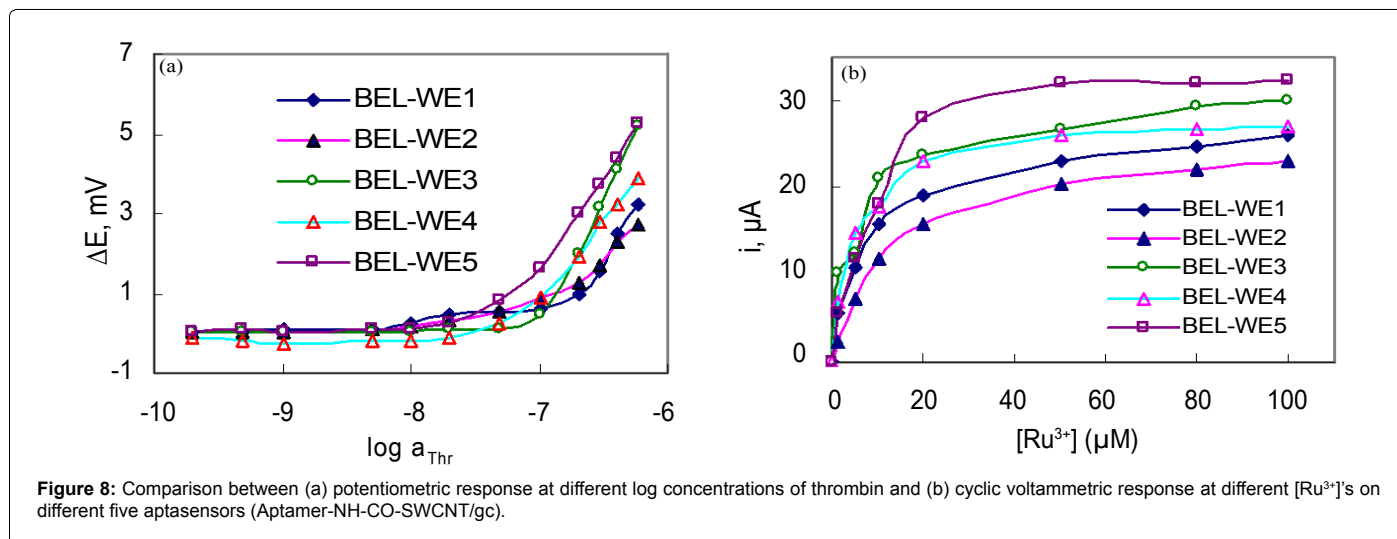 (a)
7
5
3
1
-1
ΔE, mV
BEL-WE1
BEL-WE2
BEL-WE3
BEL-WE4
BEL-WE5
-10 -9 -8 -7 -6
log a_Thr
(b)
30
20
10
0
i, µA
BEL-WE1
BEL-WE2
BEL-WE3
BEL-WE4
BEL-WE5
0 20 40 60 80 100
[Ru³⁺] (µM)
Figure 8: Comparison between (a) potentiometric response at different log concentrations of thrombin and (b) cyclic voltammetric response at different [Ru³⁺]'s on
different five aptasensors (Aptamer-NH-CO-SWCNT/gc).